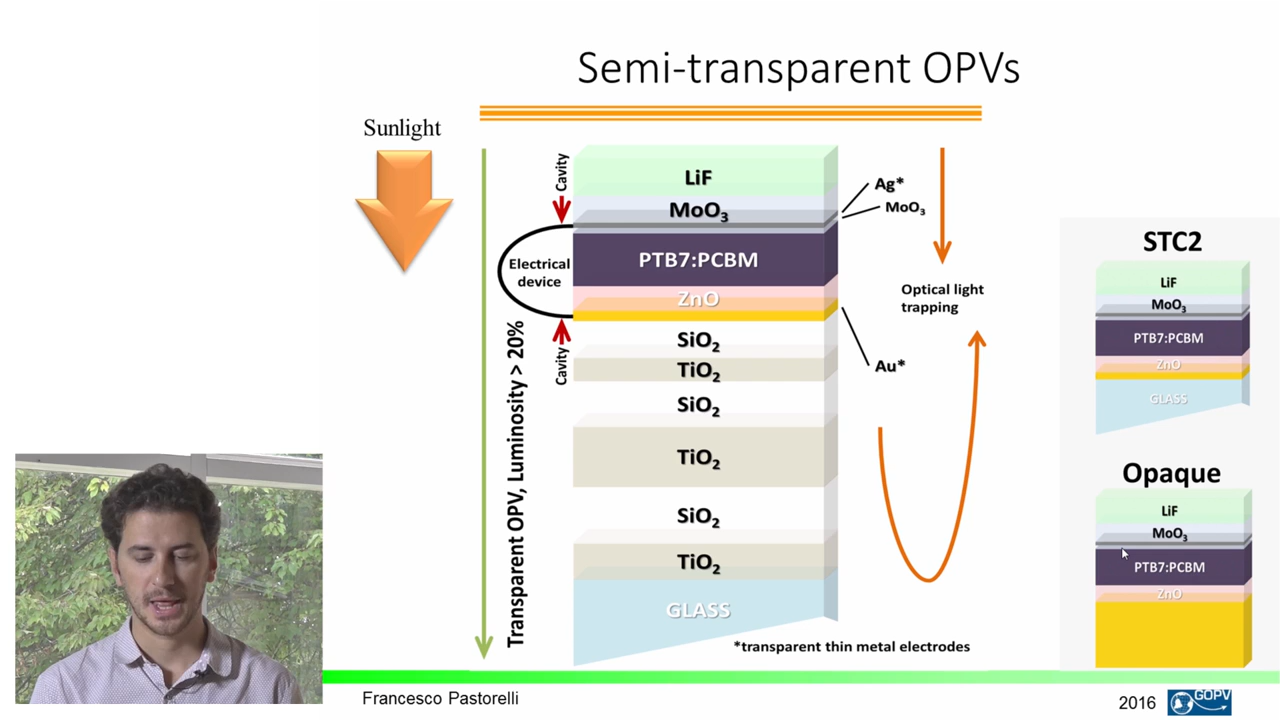 Semi-transparent OPVs
Sunlight
Cavity
LiF
MoO₃
Ag*
MoO₃
Electrical
device
PTB7:PCBM
ZnO
Optical light
trapping
Cavity
SiO₂
TiO₂
Au*
SiO₂
TiO₂
SiO₂
TiO₂
GLASS
Transparent OPV, Luminosity > 20%
*transparent thin metal electrodes
STC2
LiF
MoO₃
PTB7:PCBM
ZnO
GLASS
Opaque
LiF
MoO₃
PTB7:PCBM
ZnO
Francesco Pastorelli
2016
GOPV